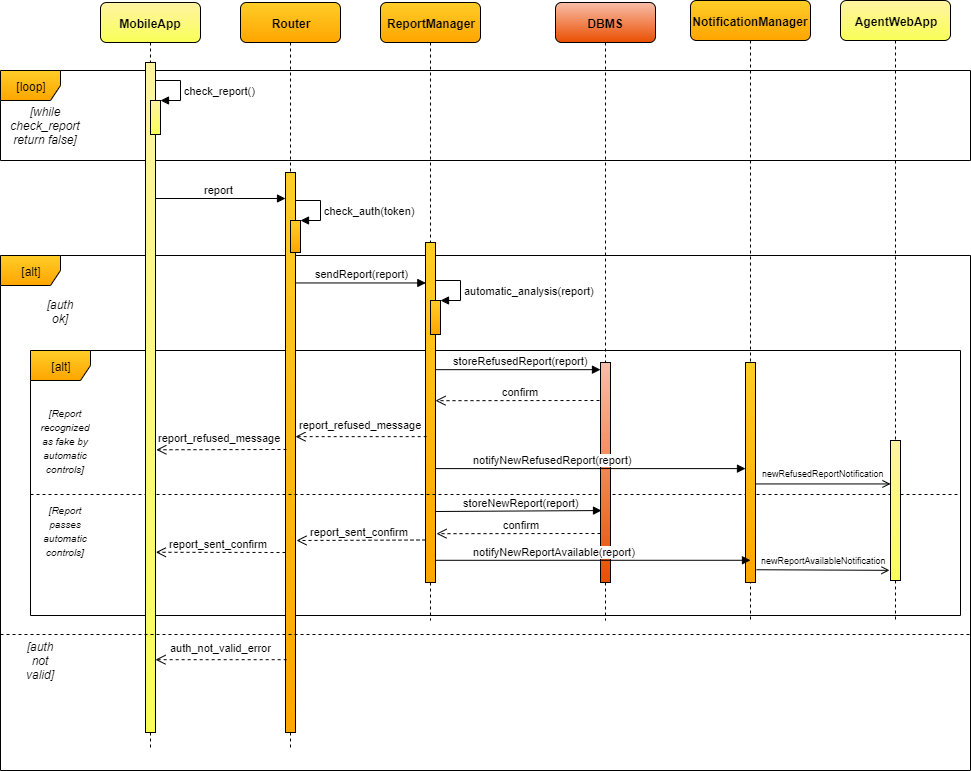 MobileApp
Router
ReportManager
DBMS
NotificationManager
AgentWebApp
[loop]
check_report()
[while
check_report
return false]
report
check_auth(token)
[alt]
sendReport(report)
automatic_analysis(report)
[auth
ok]
[alt]
storeRefusedReport(report)
confirm
[Report
recognized
as fake by
automatic
controls]
report_refused_message
report_refused_message
notifyNewRefusedReport(report)
newRefusedReportNotification
[Report
passes
automatic
controls]
storeNewReport(report)
confirm
report_sent_confirm
report_sent_confirm
notifyNewReportAvailable(report)
newReportAvailableNotification
[auth
not
valid]
auth_not_valid_error